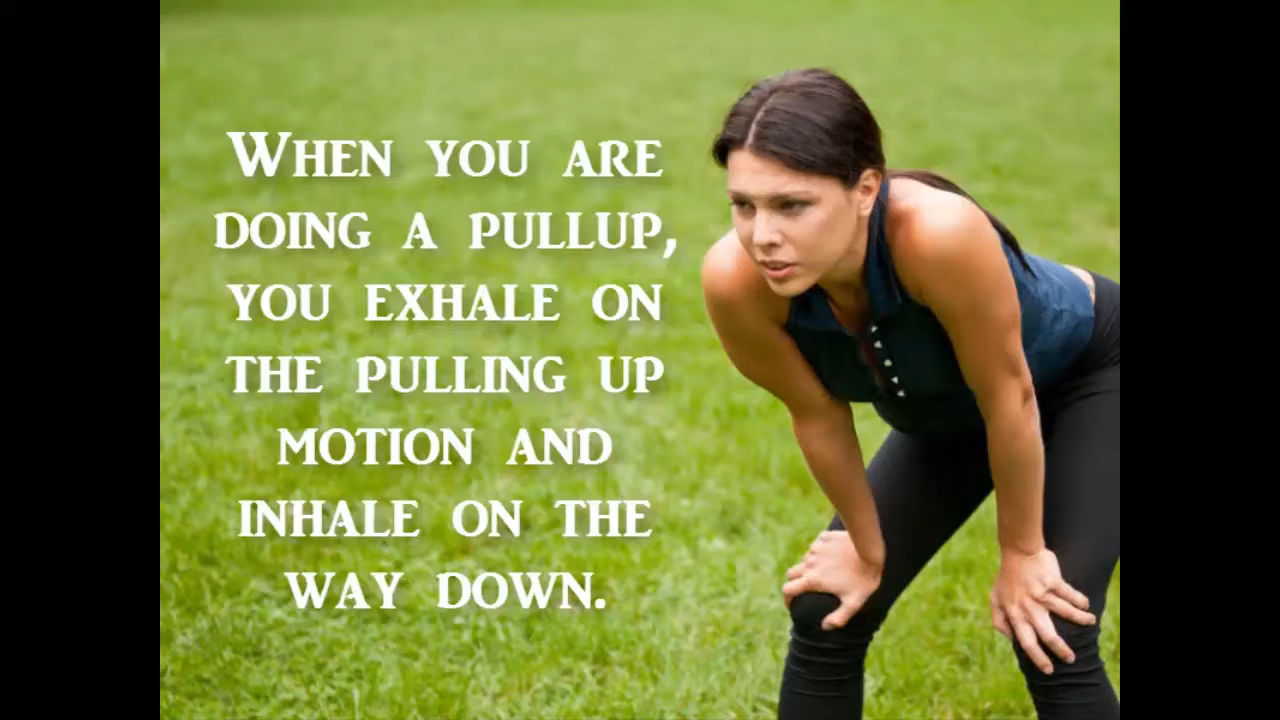 When you are
doing a pullup,
you exhale on
the pulling up
motion and
inhale on the
way down.